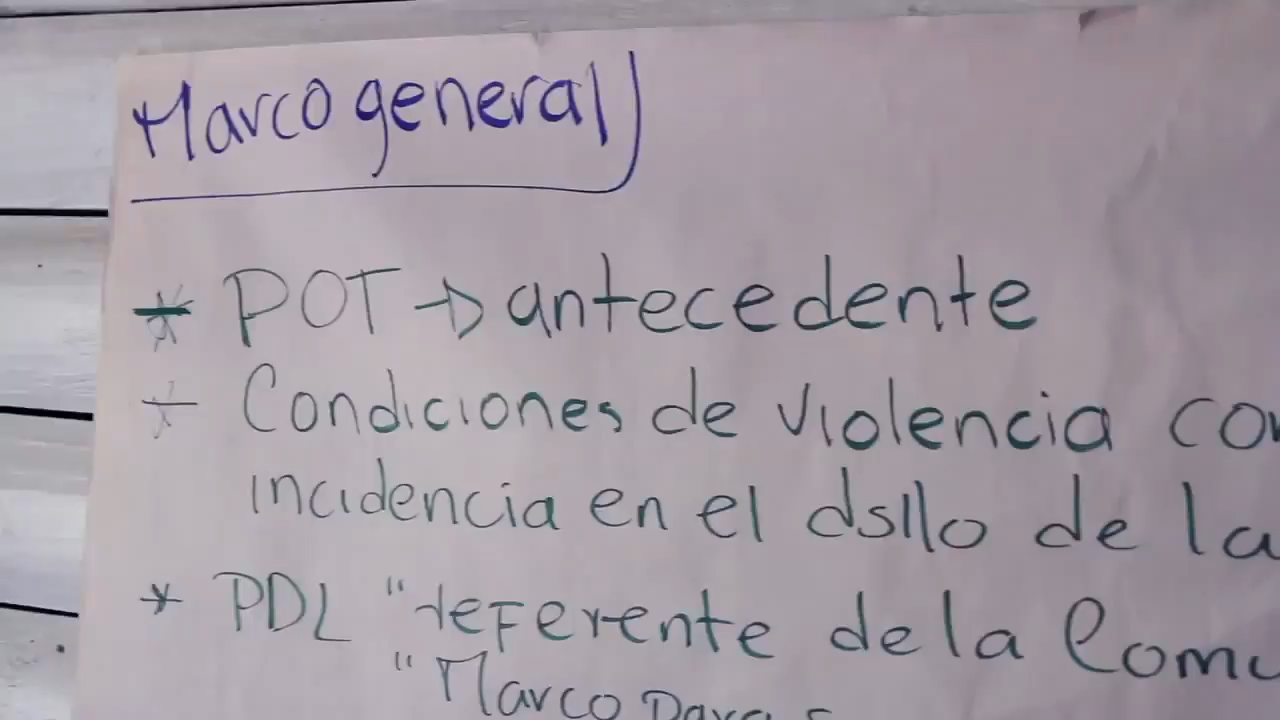 Marco general
* POT → antecedente
* Condiciones de violencia con
incidencia en el dsllo de la
* PDL "referente de la Comu
"Marco para